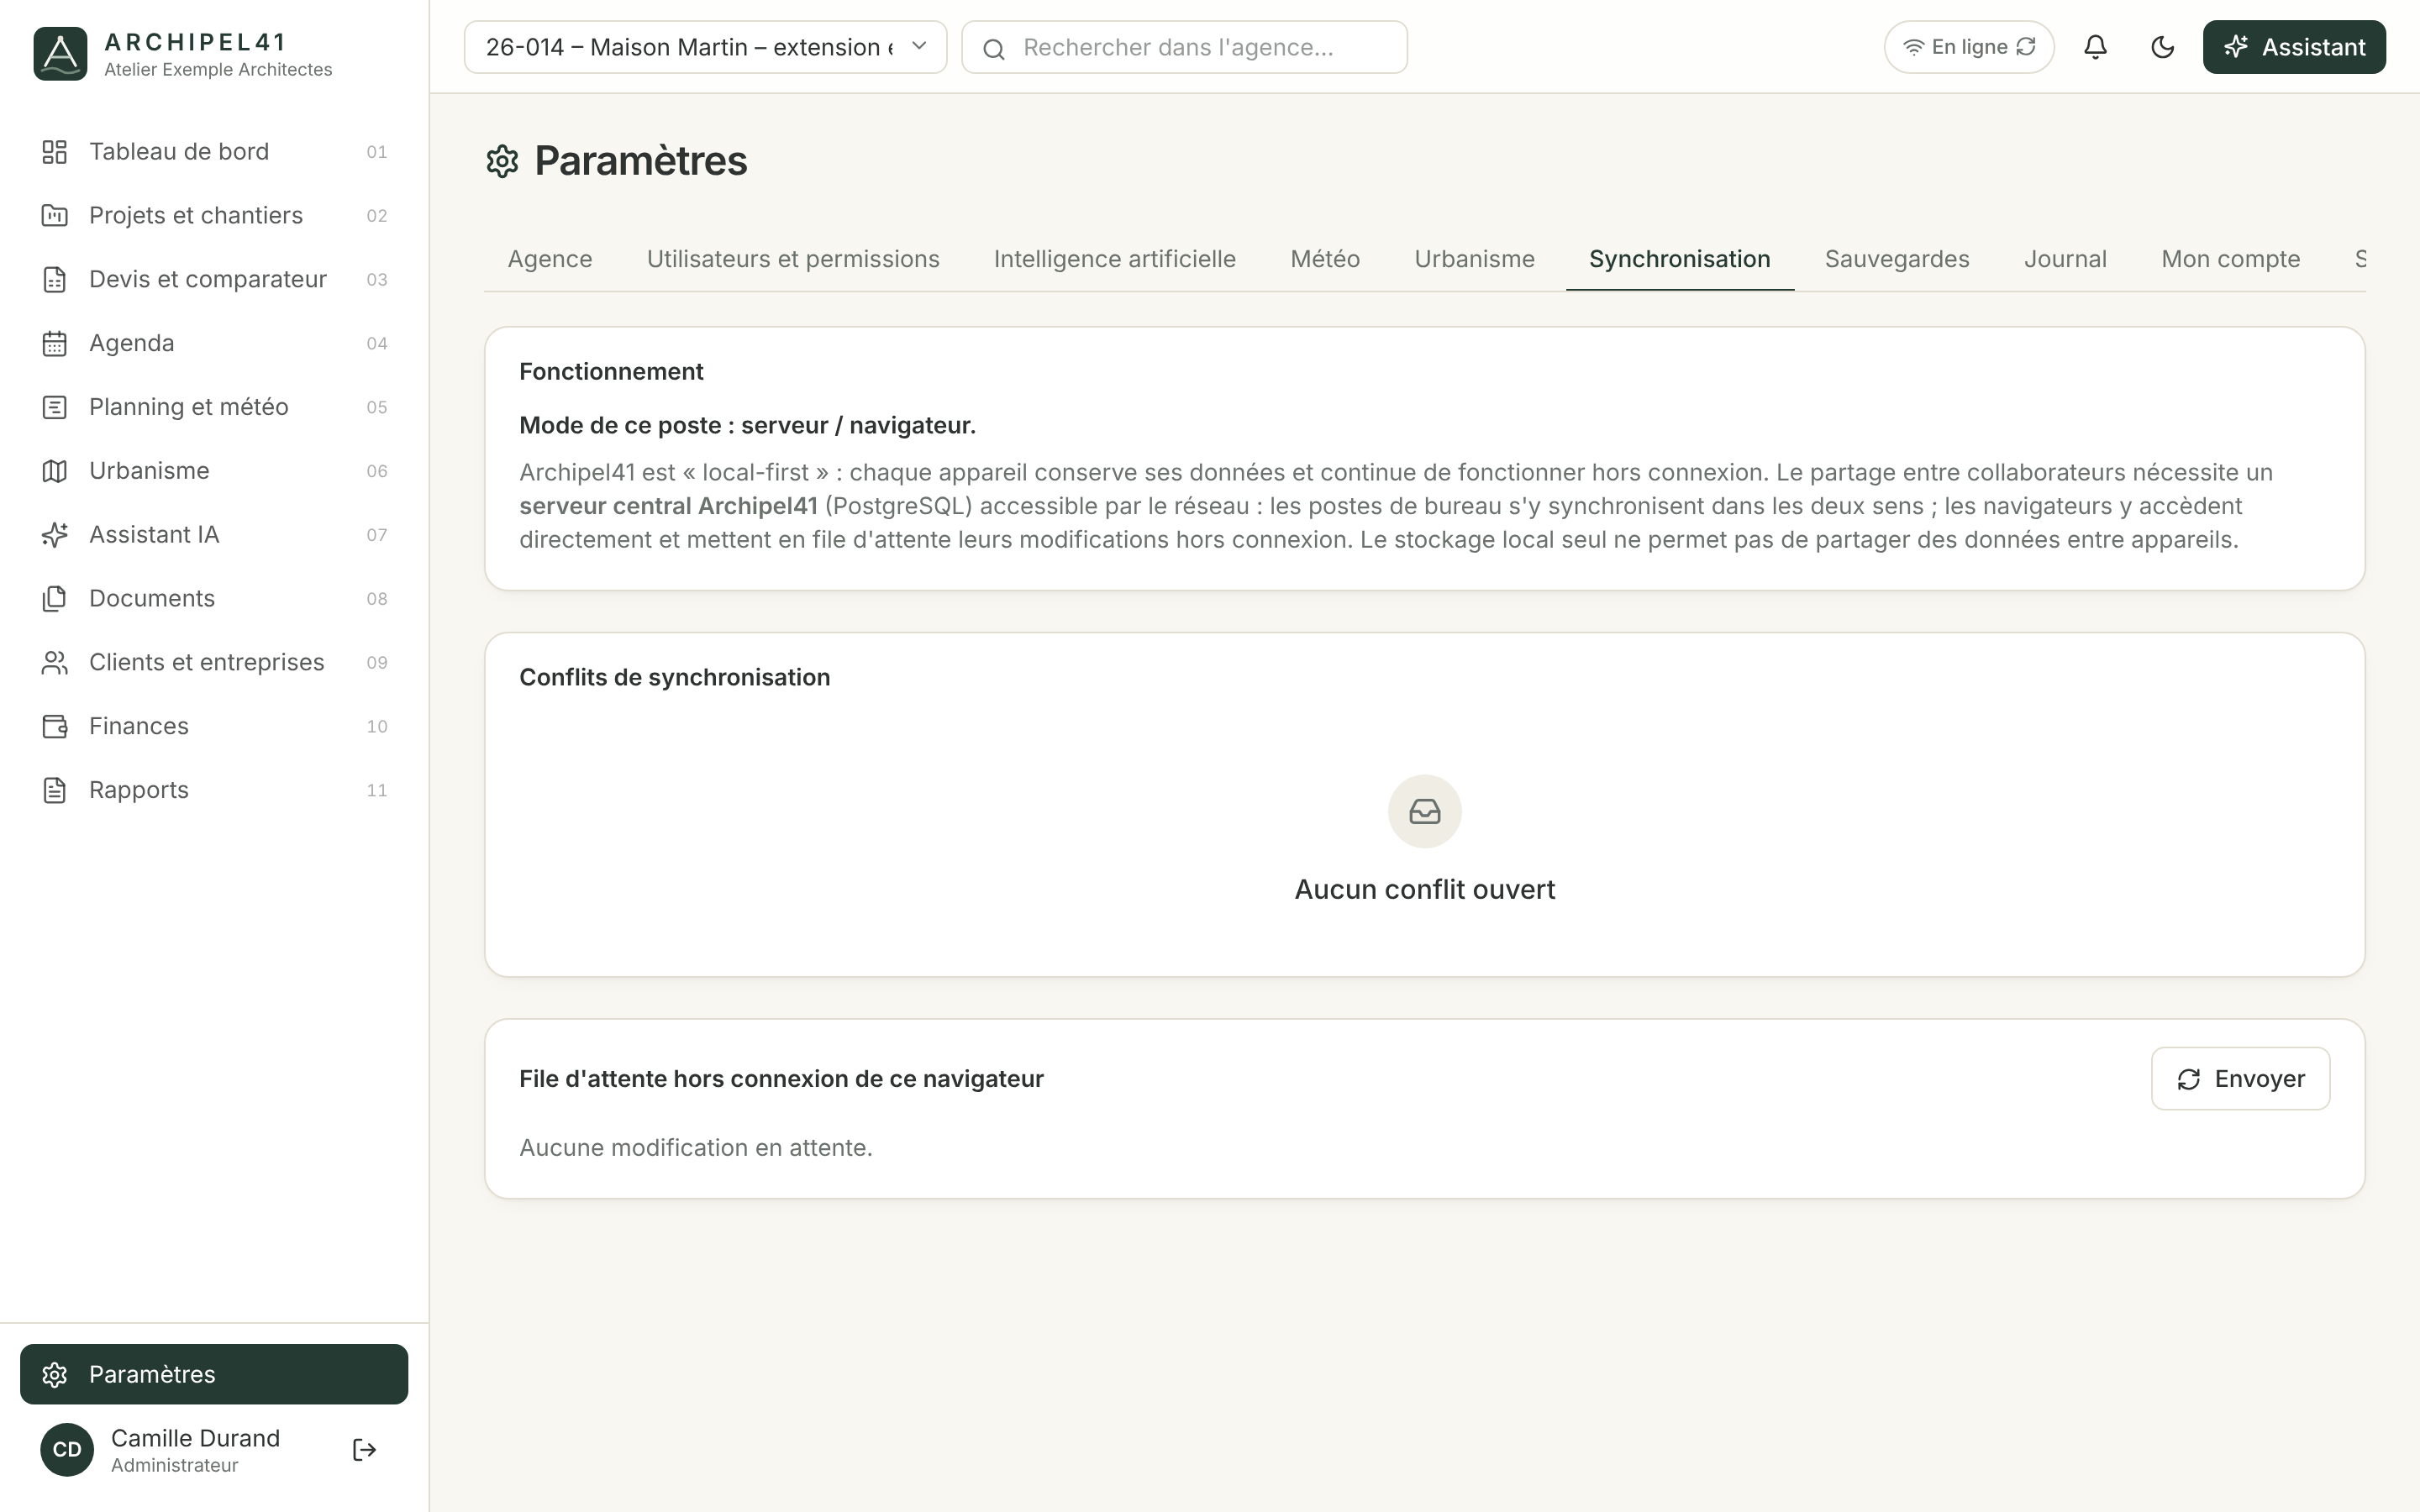 ARCHIPEL41
Atelier Exemple Architectes
Tableau de bord 01
Projets et chantiers 02
Devis et comparateur 03
Agenda 04
Planning et météo 05
Urbanisme 06
Assistant IA 07
Documents 08
Clients et entreprises 09
Finances 10
Rapports 11
Paramètres
CD
Camille Durand
Administrateur
26-014 – Maison Martin – extension
Rechercher dans l'agence...
En ligne
Assistant
Paramètres
Agence Utilisateurs et permissions Intelligence artificielle Météo Urbanisme Synchronisation Sauvegardes Journal Mon compte
Fonctionnement
Mode de ce poste : serveur / navigateur.
Archipel41 est « local-first » : chaque appareil conserve ses données et continue de fonctionner hors connexion. Le partage entre collaborateurs nécessite un
serveur central Archipel41 (PostgreSQL) accessible par le réseau : les postes de bureau s'y synchronisent dans les deux sens ; les navigateurs y accèdent
directement et mettent en file d'attente leurs modifications hors connexion. Le stockage local seul ne permet pas de partager des données entre appareils.
Conflits de synchronisation
Aucun conflit ouvert
File d'attente hors connexion de ce navigateur
Envoyer
Aucune modification en attente.